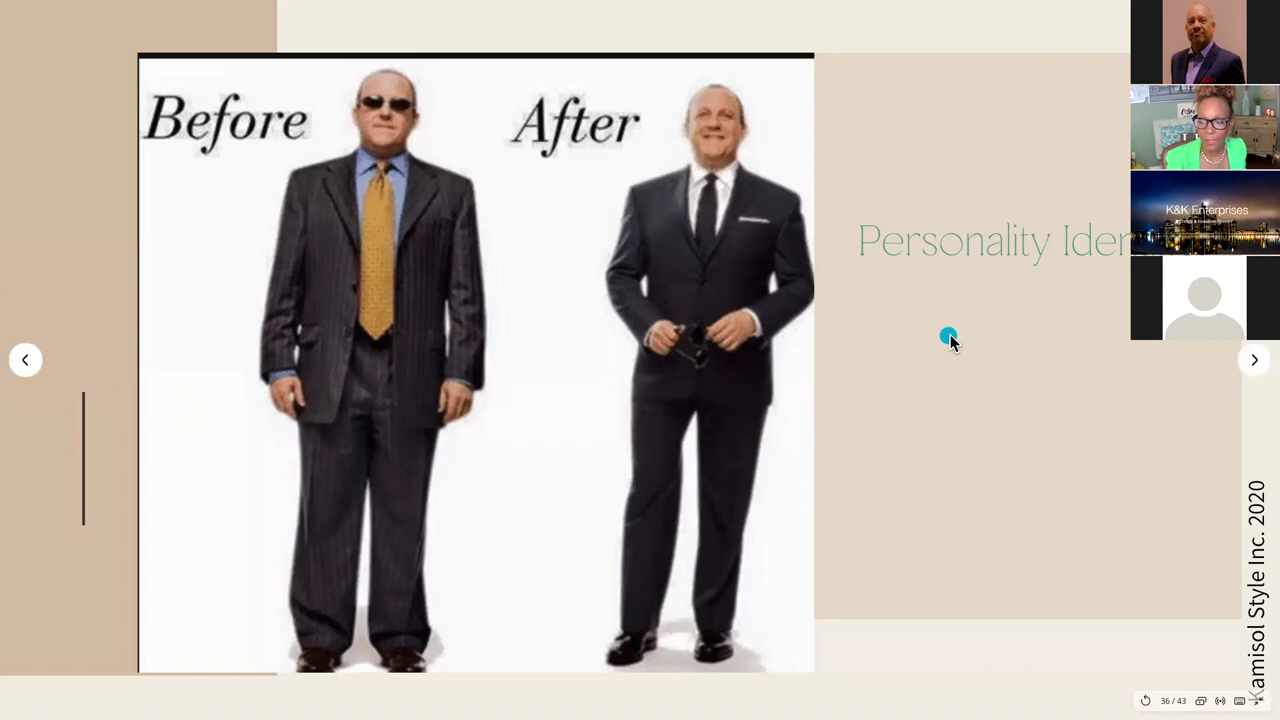 Before
After
Personality Iden
K&K Enterprises
Kamisol Style Inc. 2020
36 / 43